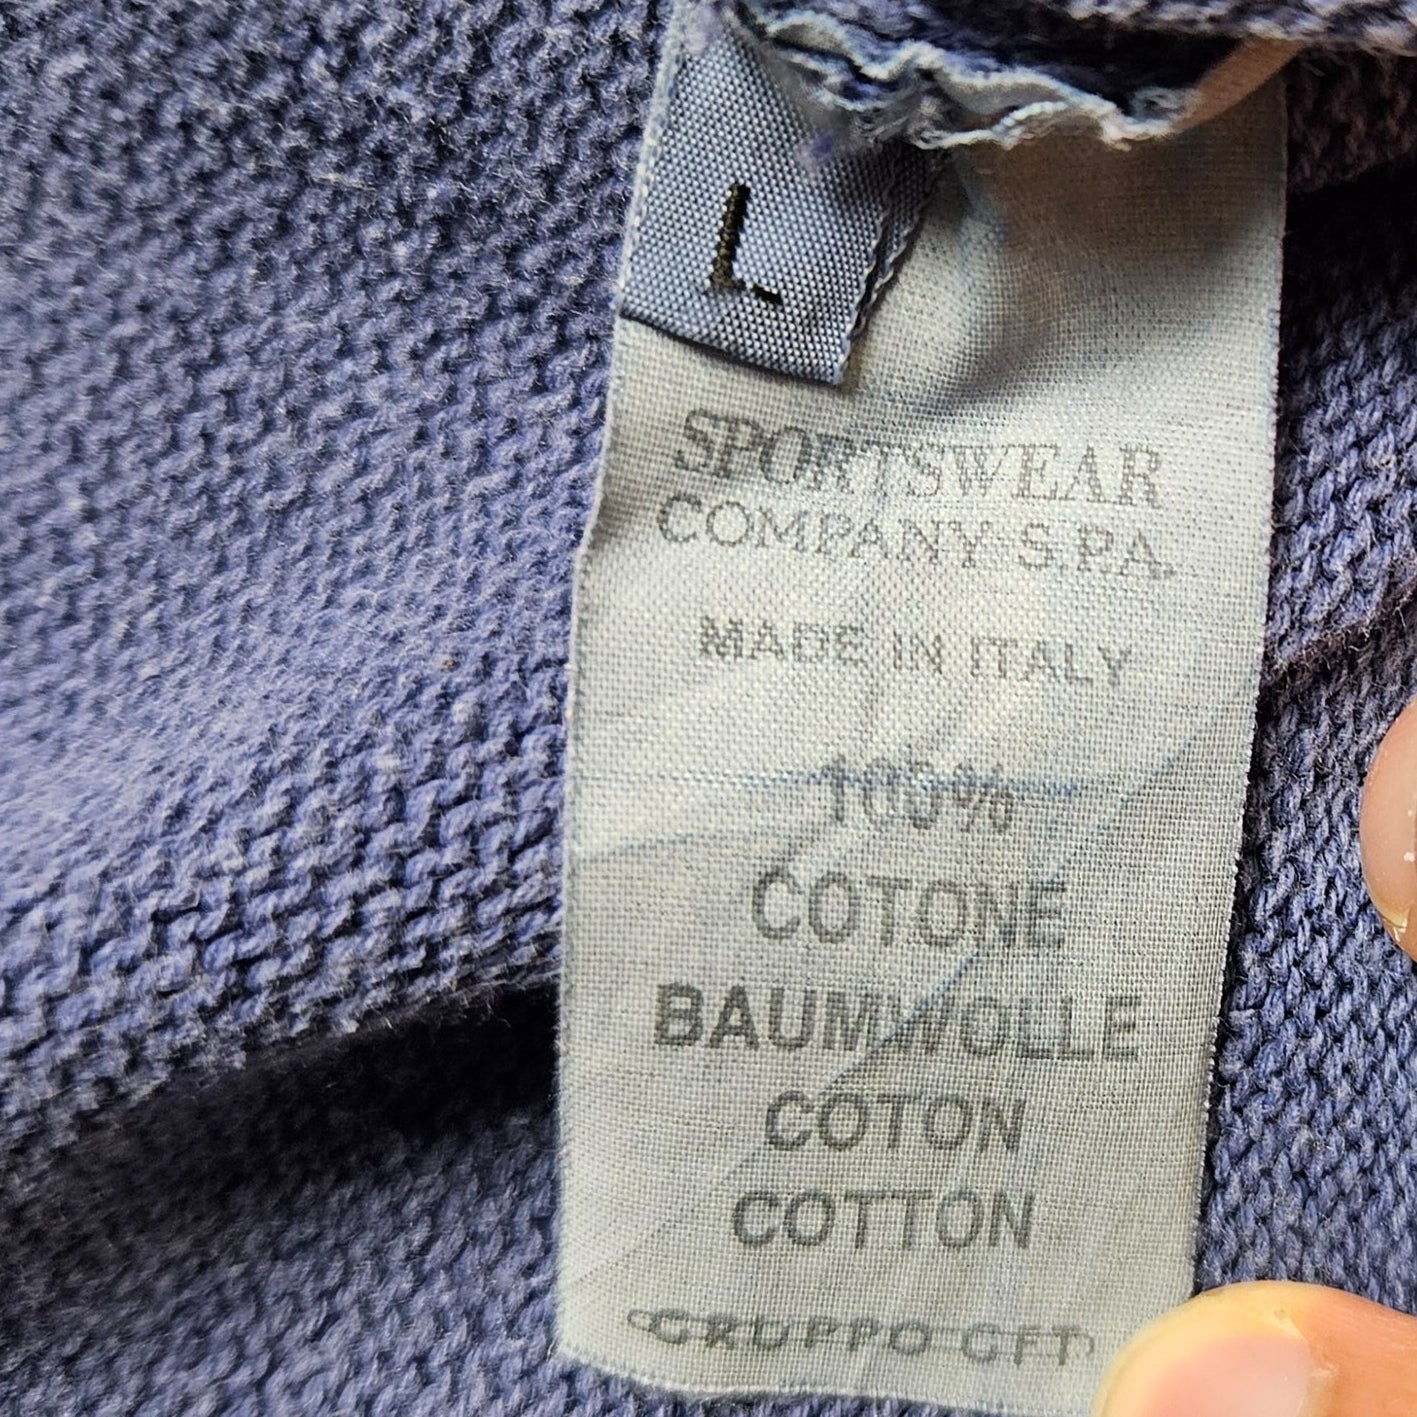 L
SPORTSWEAR
COMPANY S.P.A.
MADE IN ITALY
100%
COTONE
BAUMWOLLE
COTON
COTTON
GRUPPO GFT